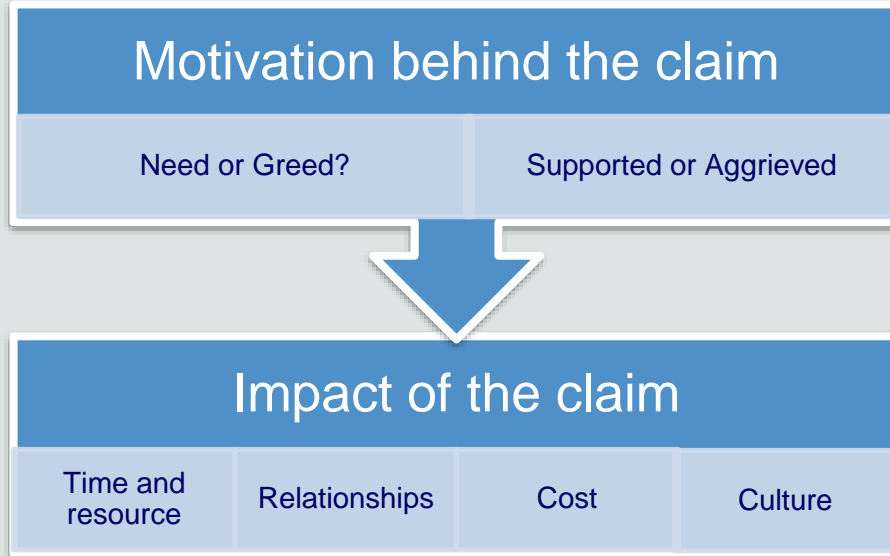 Motivation behind the claim
Need or Greed?
Supported or Aggrieved
Impact of the claim
Time and
resource
Relationships
Cost
Culture